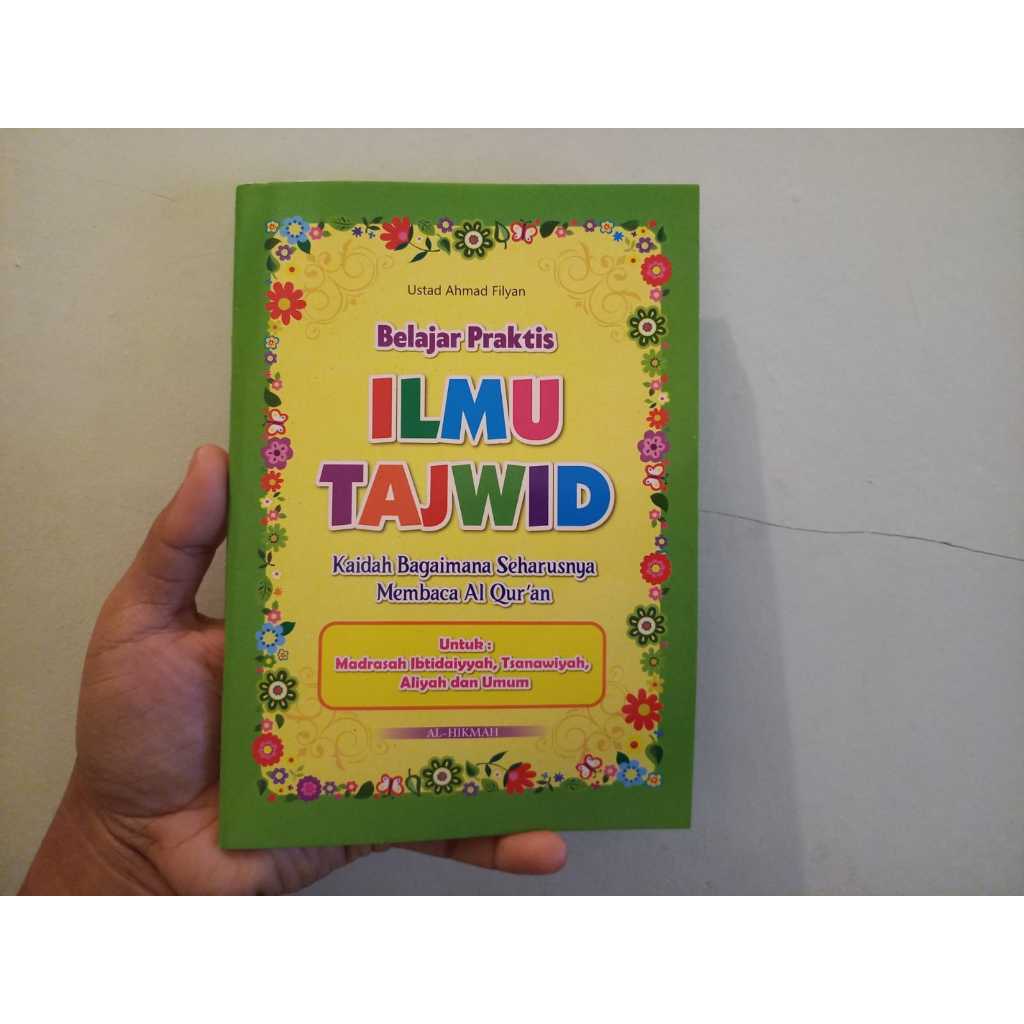 Ustad Ahmad Filyan
Belajar Praktis
ILMU
TAJWID
Kaidah Bagaimana Seharusnya
Membaca Al Qur'an
Untuk :
Madrasah Ibtidaiyyah, Tsanawiyah,
Aliyah dan Umum
AL-HIKMAH